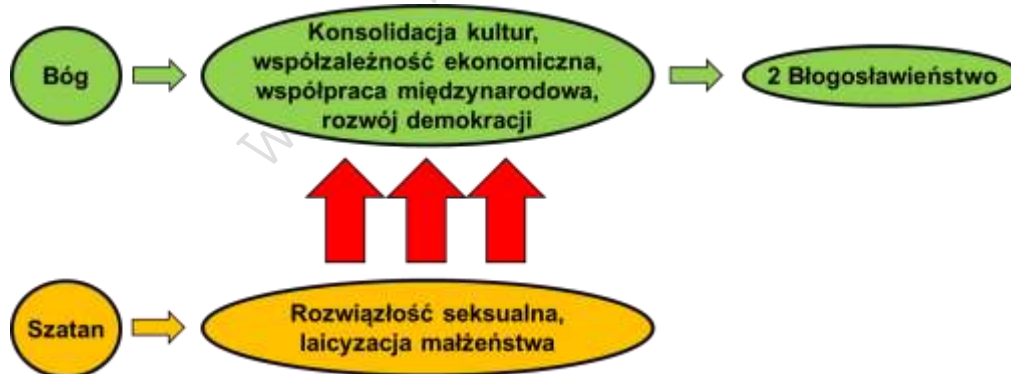 Bóg
Konsolidacja kultur,
współzależność ekonomiczna,
współpraca międzynarodowa,
rozwój demokracji
2 Błogosławieństwo
Szatan
Rozwiązłość seksualna,
laicyzacja małżeństwa